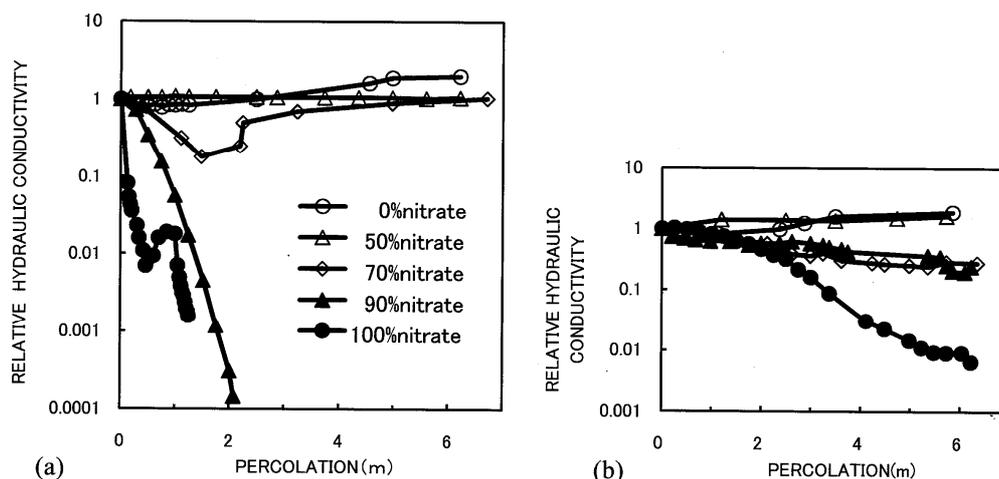 RELATIVE HYDRAULIC CONDUCTIVITY
10
1
0.1
0.01
0.001
0.0001
0%nitrate
50%nitrate
70%nitrate
90%nitrate
100%nitrate
0
2
4
6
PERCOLATION(m)
(a)
RELATIVE HYDRAULIC
CONDUCTIVITY
10
1
0.1
0.01
0.001
0
2
4
6
PERCOLATION(m)
(b)